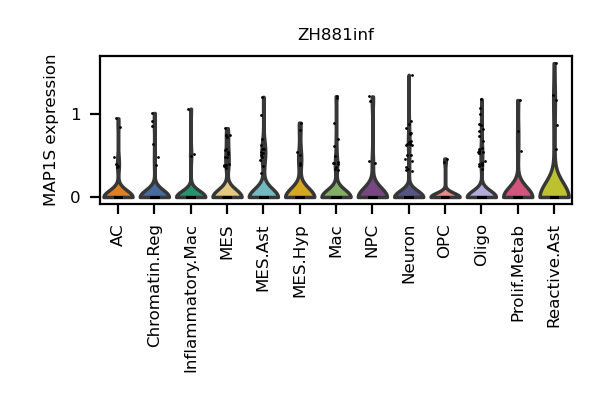 ZH881inf
MAP1S expression
1
0
AC
Chromatin.Reg
Inflammatory.Mac
MES
MES.Ast
MES.Hyp
Mac
NPC
Neuron
OPC
Oligo
Prolif.Metab
Reactive.Ast